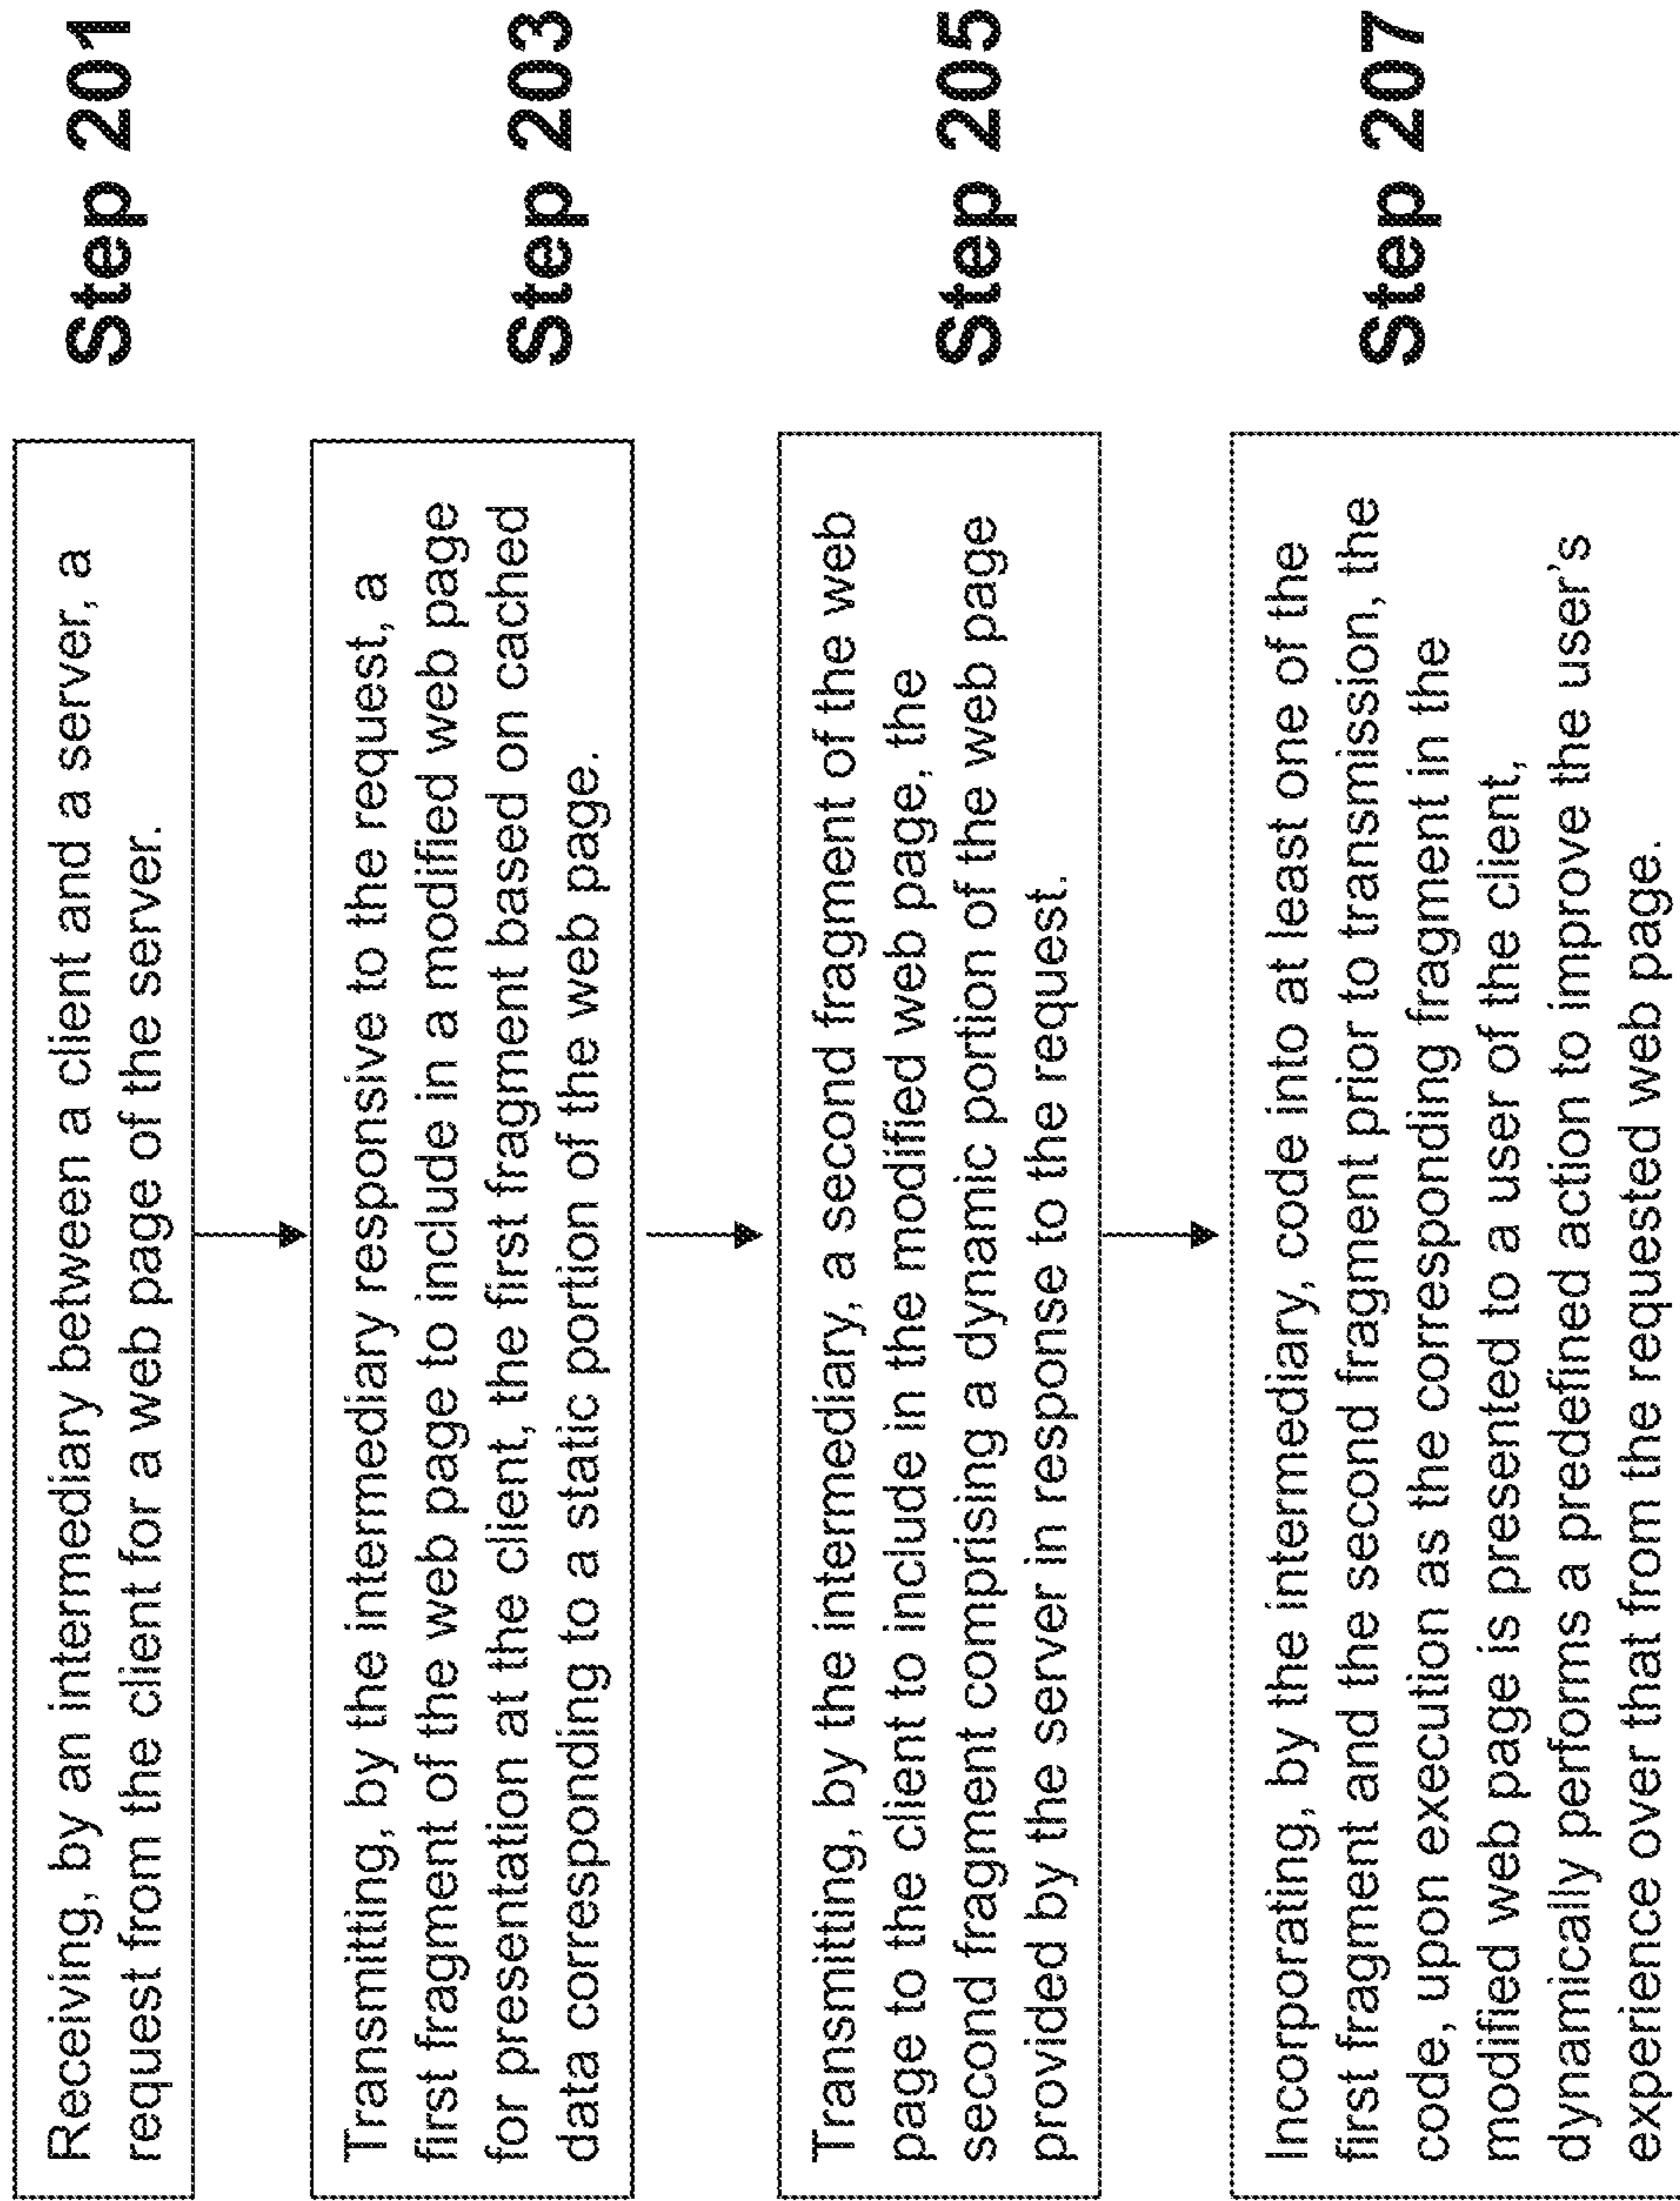 Receiving, by an intermediary between a client and a server, a
request from the client for a web page of the server.
Step 201
Transmitting, by the intermediary responsive to the request, a
first fragment of the web page to include in a modified web page
for presentation at the client, the first fragment based on cached
data corresponding to a static portion of the web page.
Step 203
Transmitting, by the intermediary, a second fragment of the web
page to the client to include in the modified web page, the
second fragment comprising a dynamic portion of the web page
provided by the server in response to the request.
Step 205
Incorporating, by the intermediary, code into at least one of the
first fragment and the second fragment prior to transmission, the
code, upon execution as the corresponding fragment in the
modified web page is presented to a user of the client,
dynamically performs a predefined action to improve the user's
experience over that from the requested web page.
Step 207